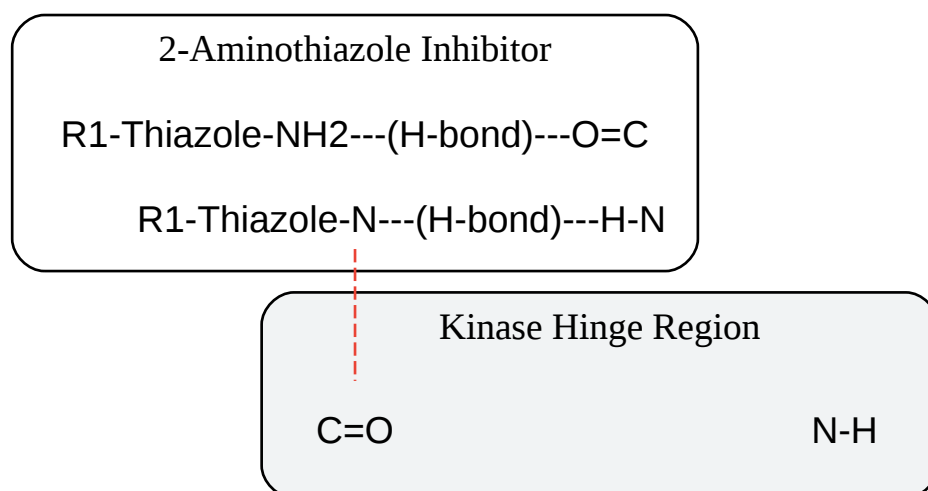 2-Aminothiazole Inhibitor
R1-Thiazole-NH2---(H-bond)---O=C
R1-Thiazole-N---(H-bond)---H-N
Kinase Hinge Region
C=O N-H